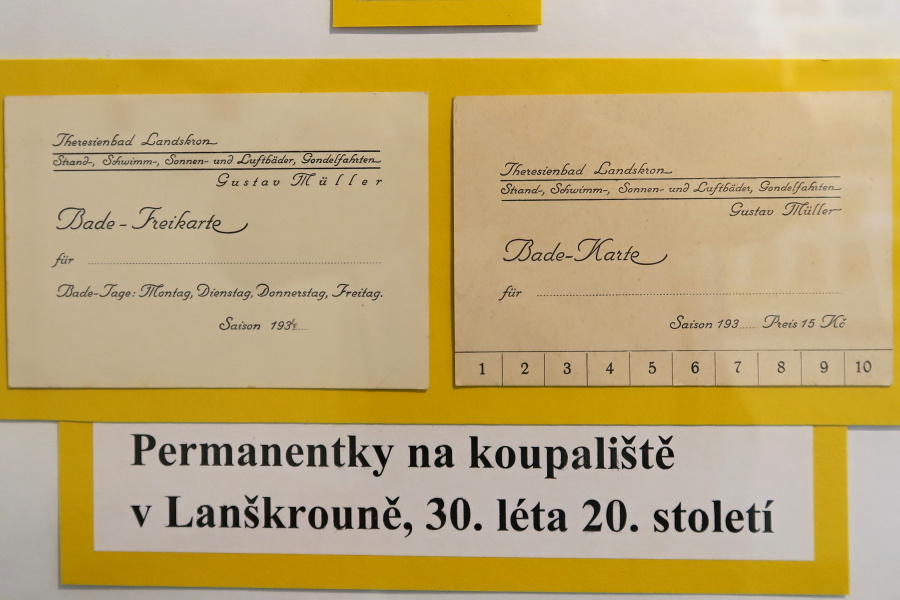 Theresienbad Landskron
Strand-, Schwimm-, Sonnen- und Luftbäder, Gondelfahrten
Gustav Müller
Bade-Freikarte
für
Bade-Tage: Montag, Dienstag, Donnerstag, Freitag.
Saison 193
Theresienbad Landskron
Strand-, Schwimm-, Sonnen- und Luftbäder, Gondelfahrten
Gustav Müller
Bade-Karte
für
Saison 193..... Preis 15 Kč
1 2 3 4 5 6 7 8 9 10
Permanentky na koupaliště
v Lanškrouně, 30. léta 20. století